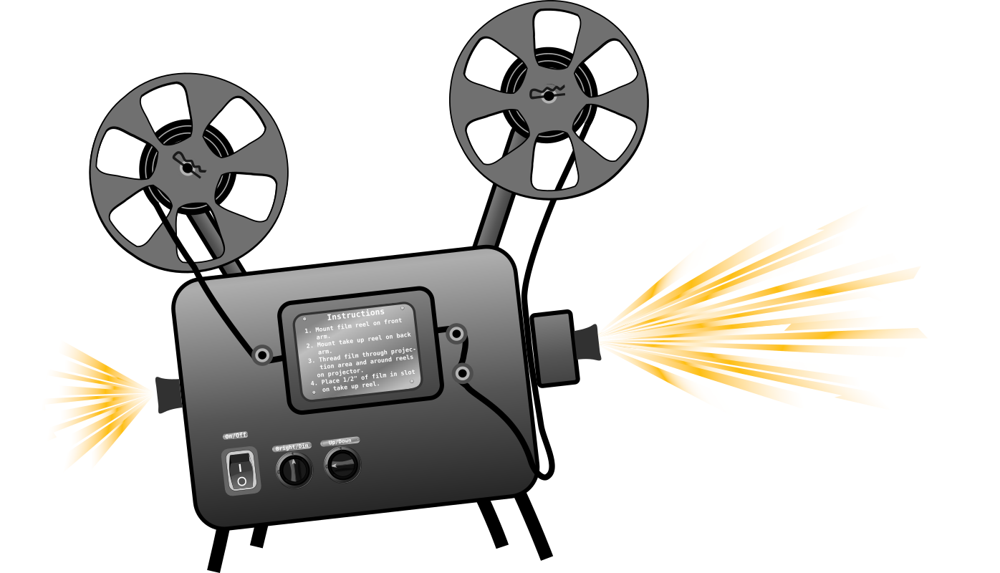 Instructions
1. Mount film reel on front
arm.
2. Mount take up reel on back
arm.
3. Thread film through projec-
tion area and around reels
on projector.
4. Place 1/2" of film in slot
on take up reel.
On/Off
Bright/Dim
Up/Down
I
O